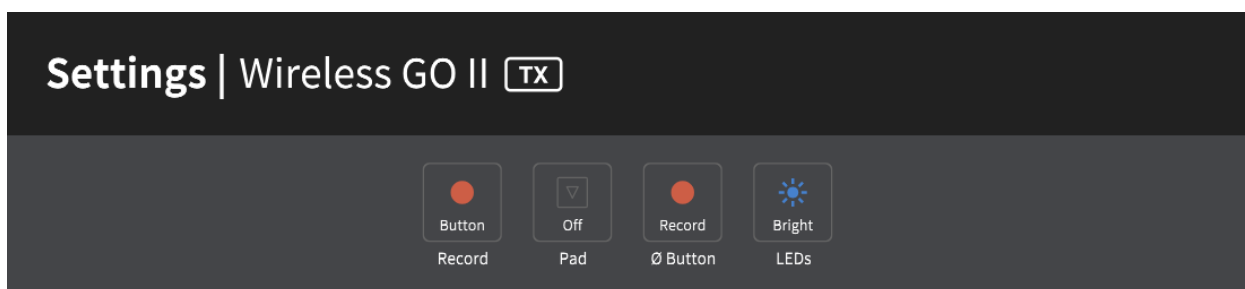 Settings | Wireless GO II TX
Button Off Record Bright
Record Pad Ø Button LEDs